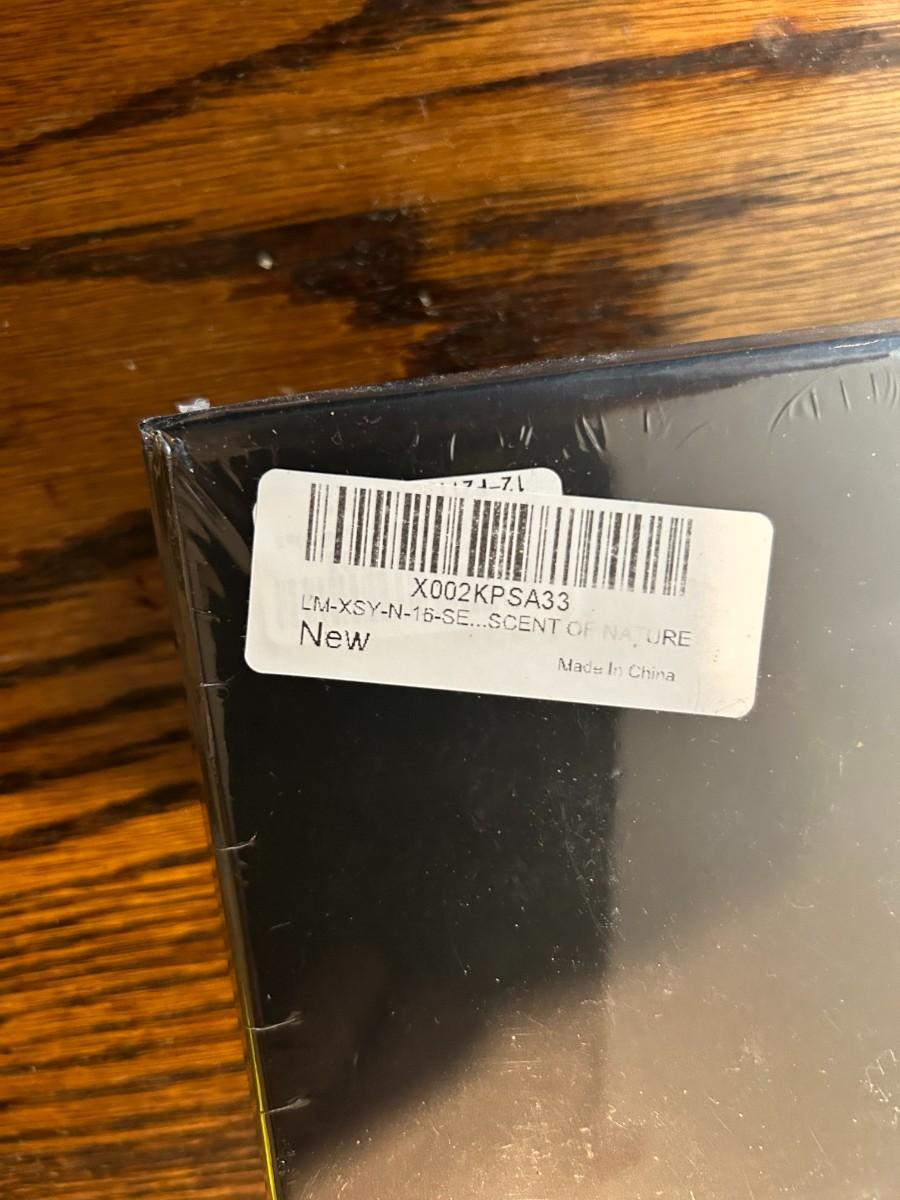 X002KPSA33
LM-XSY-N-16-SE...SCENT OF NATURE
New
Made In China